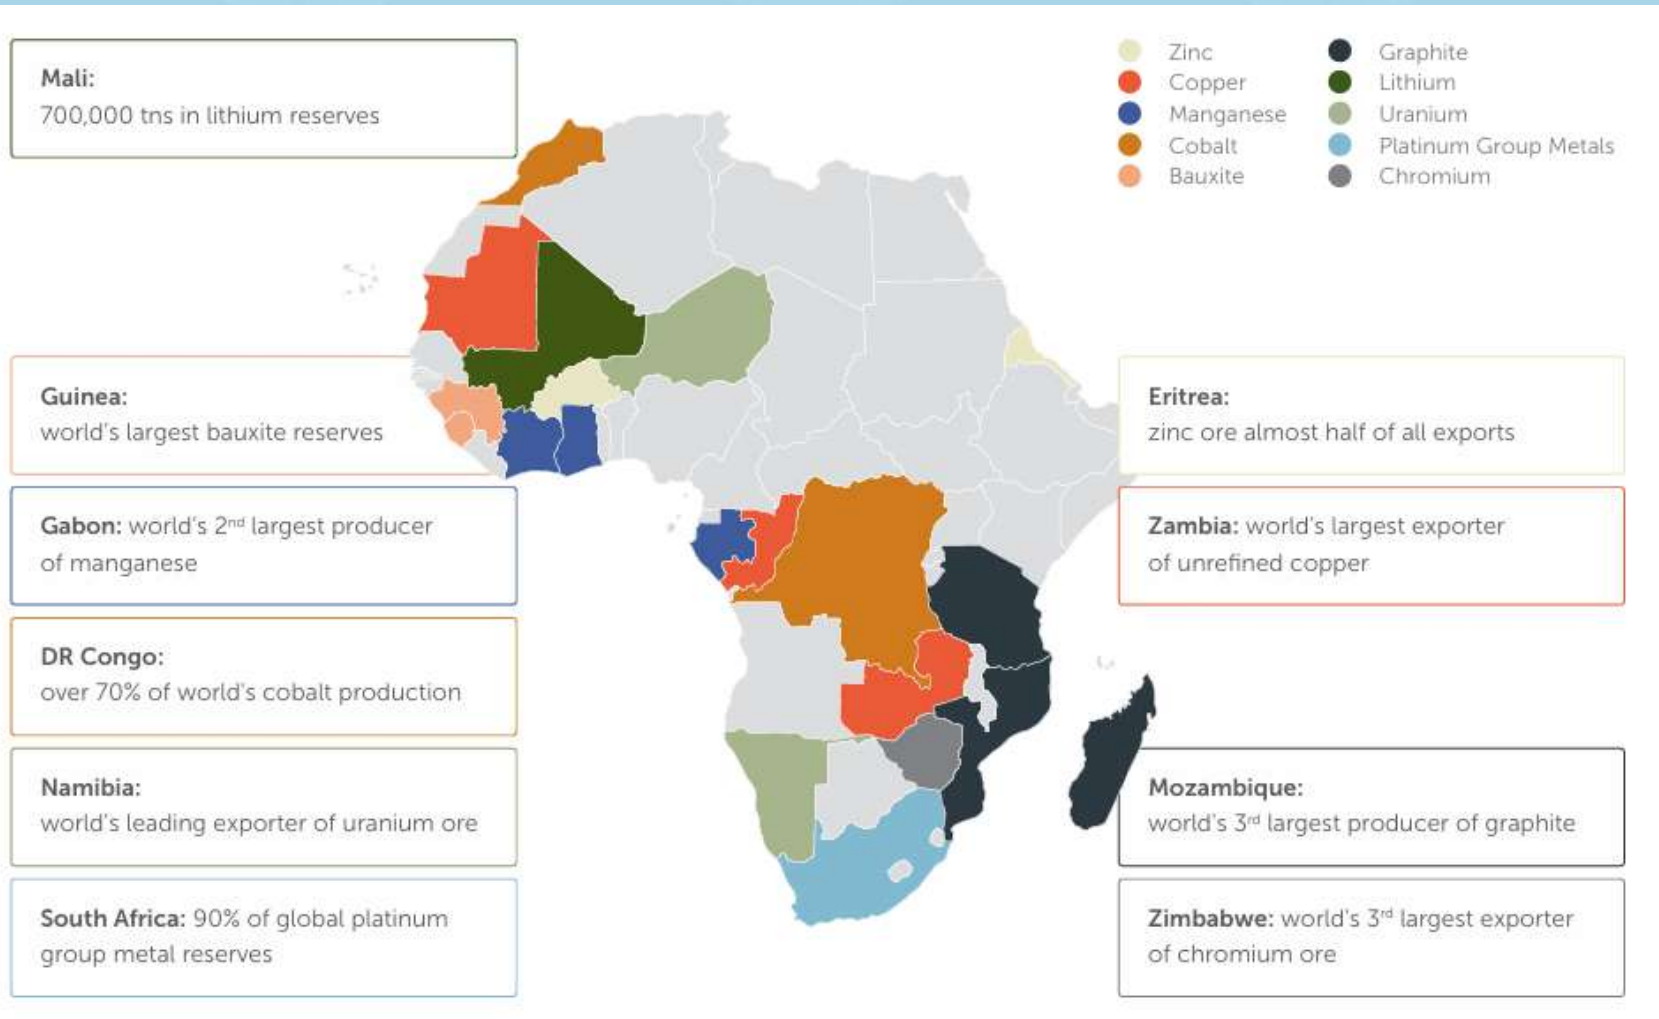 Mali:
700,000 tns in lithium reserves
Zinc
Copper
Manganese
Cobalt
Bauxite
Graphite
Lithium
Uranium
Platinum Group Metals
Chromium
Guinea:
world's largest bauxite reserves
Gabon: world's 2nd largest producer
of manganese
DR Congo:
over 70% of world's cobalt production
Namibia:
world's leading exporter of uranium ore
South Africa: 90% of global platinum
group metal reserves
Eritrea:
zinc ore almost half of all exports
Zambia: world's largest exporter
of unrefined copper
Mozambique:
world's 3rd largest producer of graphite
Zimbabwe: world's 3rd largest exporter
of chromium ore